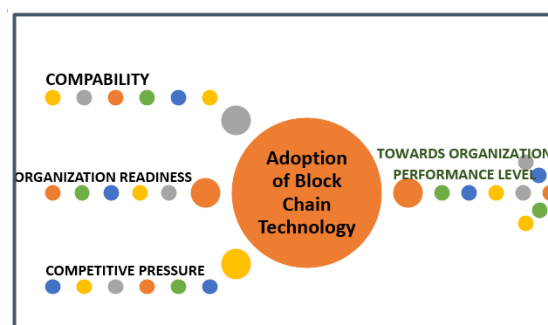 COMPABILITY
ORGANIZATION READINESS
COMPETITIVE PRESSURE
Adoption
of Block
Chain
Technology
TOWARDS ORGANIZATION
PERFORMANCE LEVEL